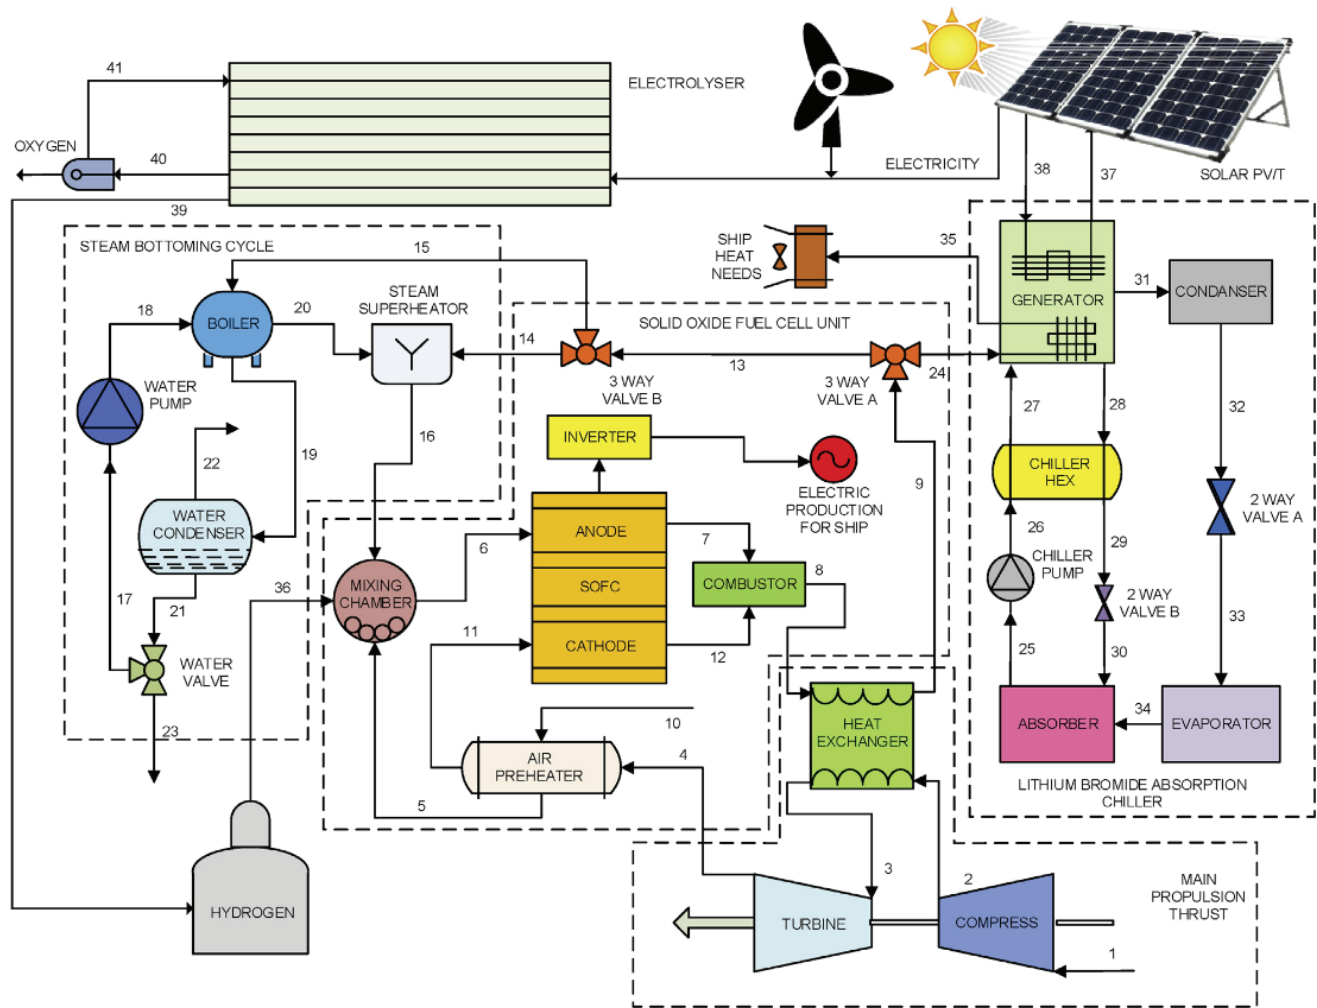 41
ELECTROLYSER
OXYGEN
40
ELECTRICITY
38
37
SOLAR PV/T
39
STEAM BOTTOMING CYCLE
15
SHIP
HEAT
NEEDS
35
31
GENERATOR
CONDANSER
18
BOILER
20
STEAM
SUPERHEATOR
SOLID OXIDE FUEL CELL UNIT
14
13
24
3 WAY
VALVE B
3 WAY
VALVE A
WATER
PUMP
27
28
32
16
INVERTER
19
22
9
CHILLER
HEX
ELECTRIC
PRODUCTION
FOR SHIP
2 WAY
VALVE A
WATER
CONDENSER
ANODE
6
7
26
29
CHILLER
PUMP
8
COMBUSTOR
SOFC
MIXING
CHAMBER
36
17
21
2 WAY
VALVE B
33
11
CATHODE
12
25
30
WATER
VALVE
34
ABSORBER
EVAPORATOR
10
HEAT
EXCHANGER
23
AIR
PREHEATER
4
5
LITHIUM BROMIDE ABSORPTION
CHILLER
3
2
MAIN
PROPULSION
THRUST
HYDROGEN
TURBINE
COMPRESS
1